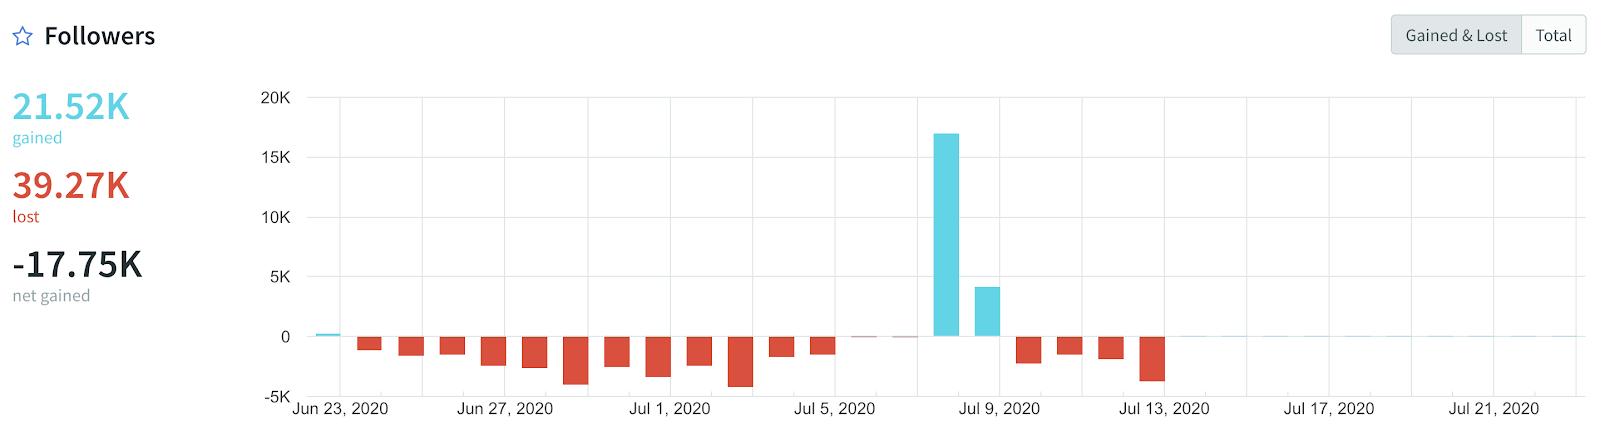 Followers
Gained & Lost
Total
21.52K
gained
39.27K
lost
-17.75K
net gained
20K
15K
10K
5K
0
-5K
Jun 23, 2020
Jun 27, 2020
Jul 1, 2020
Jul 5, 2020
Jul 9, 2020
Jul 13, 2020
Jul 17, 2020
Jul 21, 2020